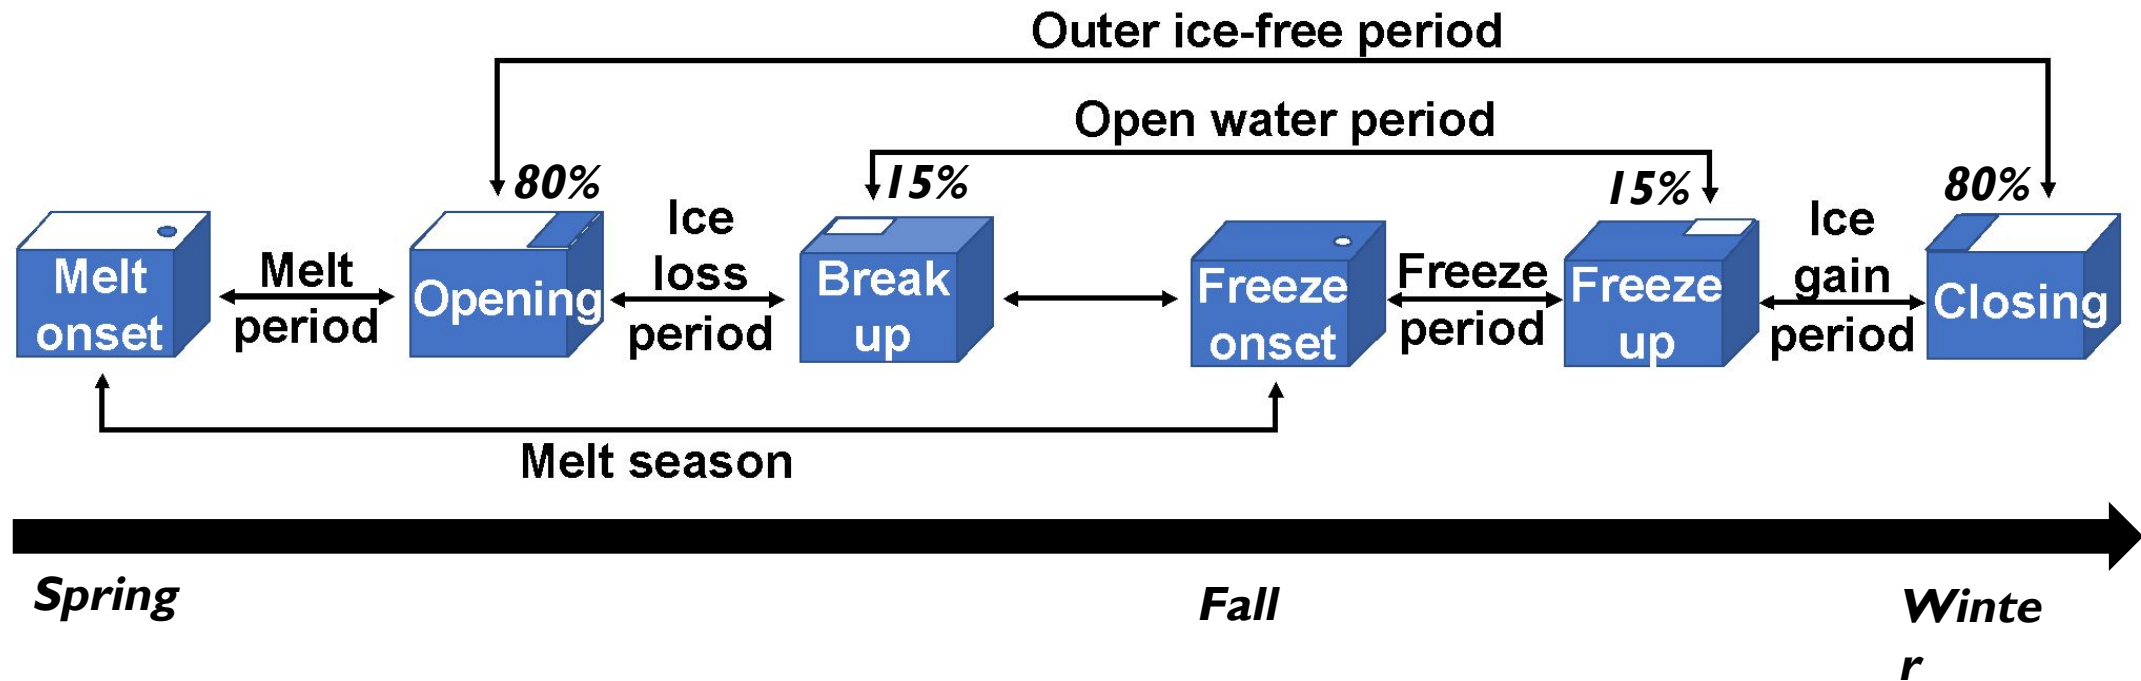 Outer ice-free period
Open water period
80%
15%
15%
80%
Melt
onset
Melt
period
Opening
Ice
loss
period
Break
up
Freeze
onset
Freeze
period
Freeze
up
Ice
gain
period
Closing
Melt season
Spring
Fall
Winte
r